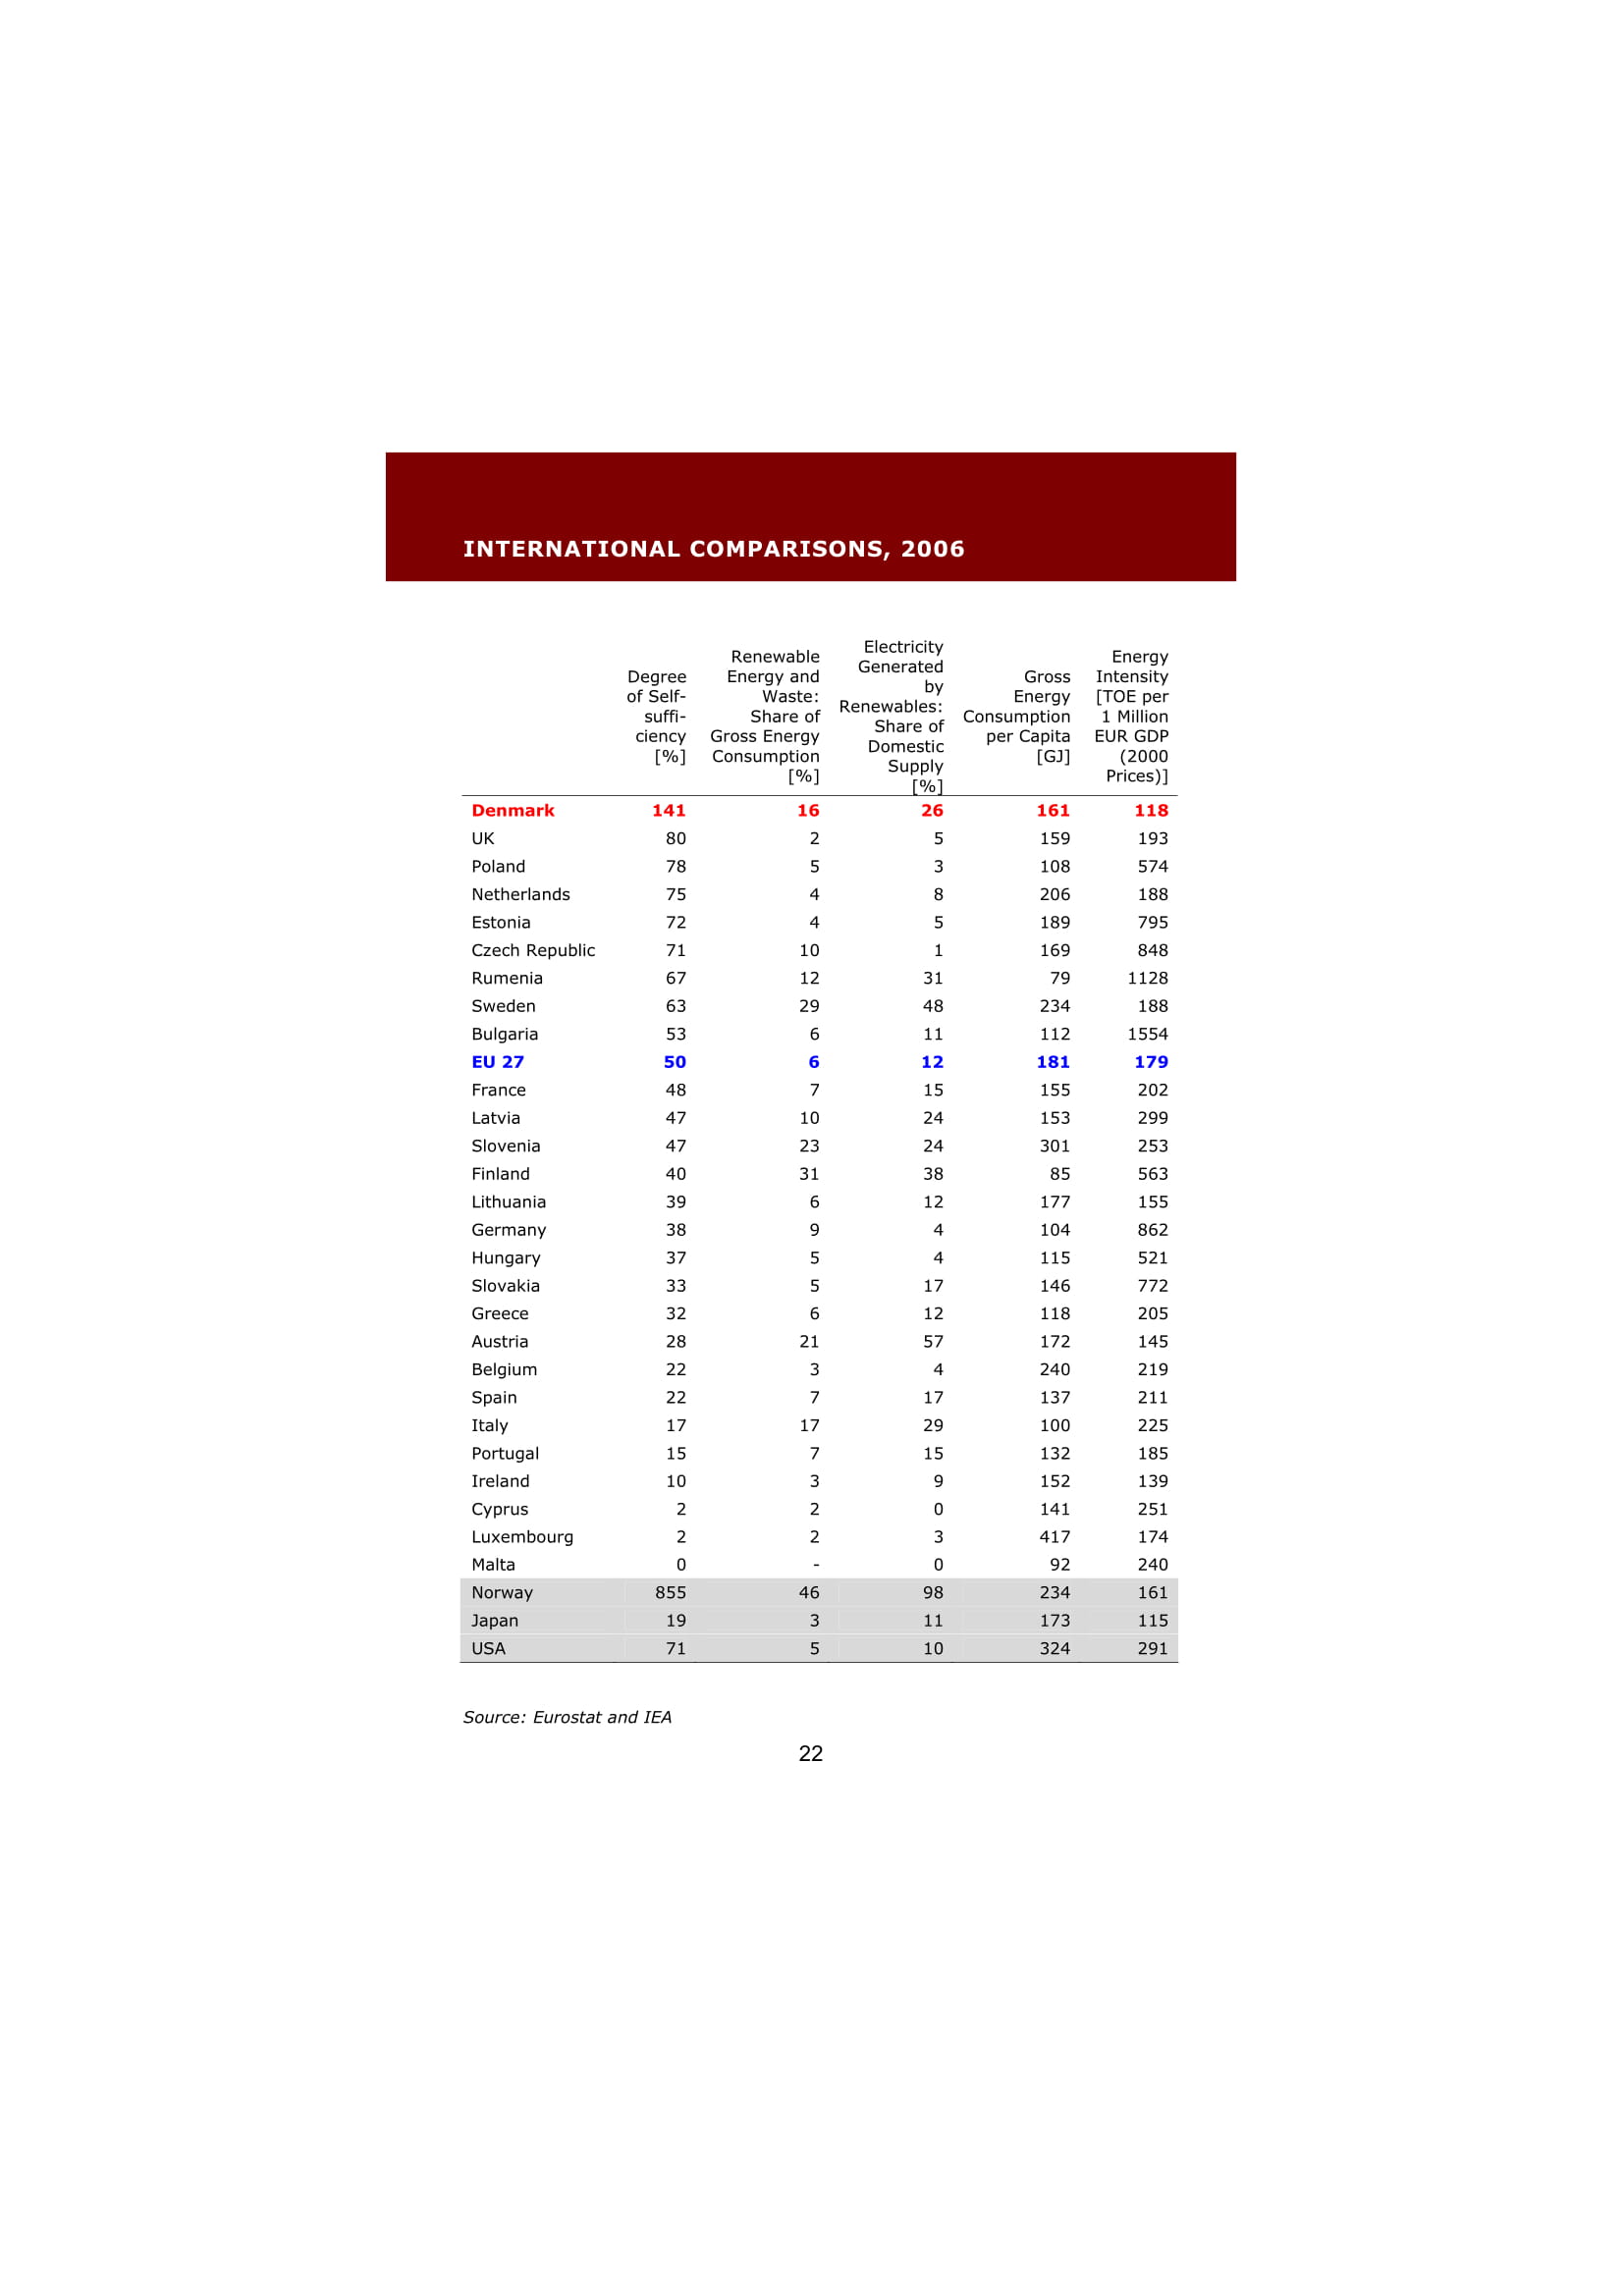 INTERNATIONAL COMPARISONS, 2006
Degree
of Self-
suffi-
ciency
[%]
Renewable
Energy and
Waste:
Share of
Gross Energy
Consumption
[%]
Electricity
Generated
by
Renewables:
Share of
Domestic
Supply
[%]
Gross
Energy
Consumption
per Capita
[GJ]
Energy
Intensity
[TOE per
1 Million
EUR GDP
(2000
Prices)]
Denmark 141 16 26 161 118
UK 80 2 5 159 193
Poland 78 5 3 108 574
Netherlands 75 4 8 206 188
Estonia 72 4 5 189 795
Czech Republic 71 10 1 169 848
Rumenia 67 12 31 79 1128
Sweden 63 29 48 234 188
Bulgaria 53 6 11 112 1554
EU 27 50 6 12 181 179
France 48 7 15 155 202
Latvia 47 10 24 153 299
Slovenia 47 23 24 301 253
Finland 40 31 38 85 563
Lithuania 39 6 12 177 155
Germany 38 9 4 104 862
Hungary 37 5 4 115 521
Slovakia 33 5 17 146 772
Greece 32 6 12 118 205
Austria 28 21 57 172 145
Belgium 22 3 4 240 219
Spain 22 7 17 137 211
Italy 17 17 29 100 225
Portugal 15 7 15 132 185
Ireland 10 3 9 152 139
Cyprus 2 2 0 141 251
Luxembourg 2 2 3 417 174
Malta 0 - 0 92 240
Norway 855 46 98 234 161
Japan 19 3 11 173 115
USA 71 5 10 324 291
Source: Eurostat and IEA
22